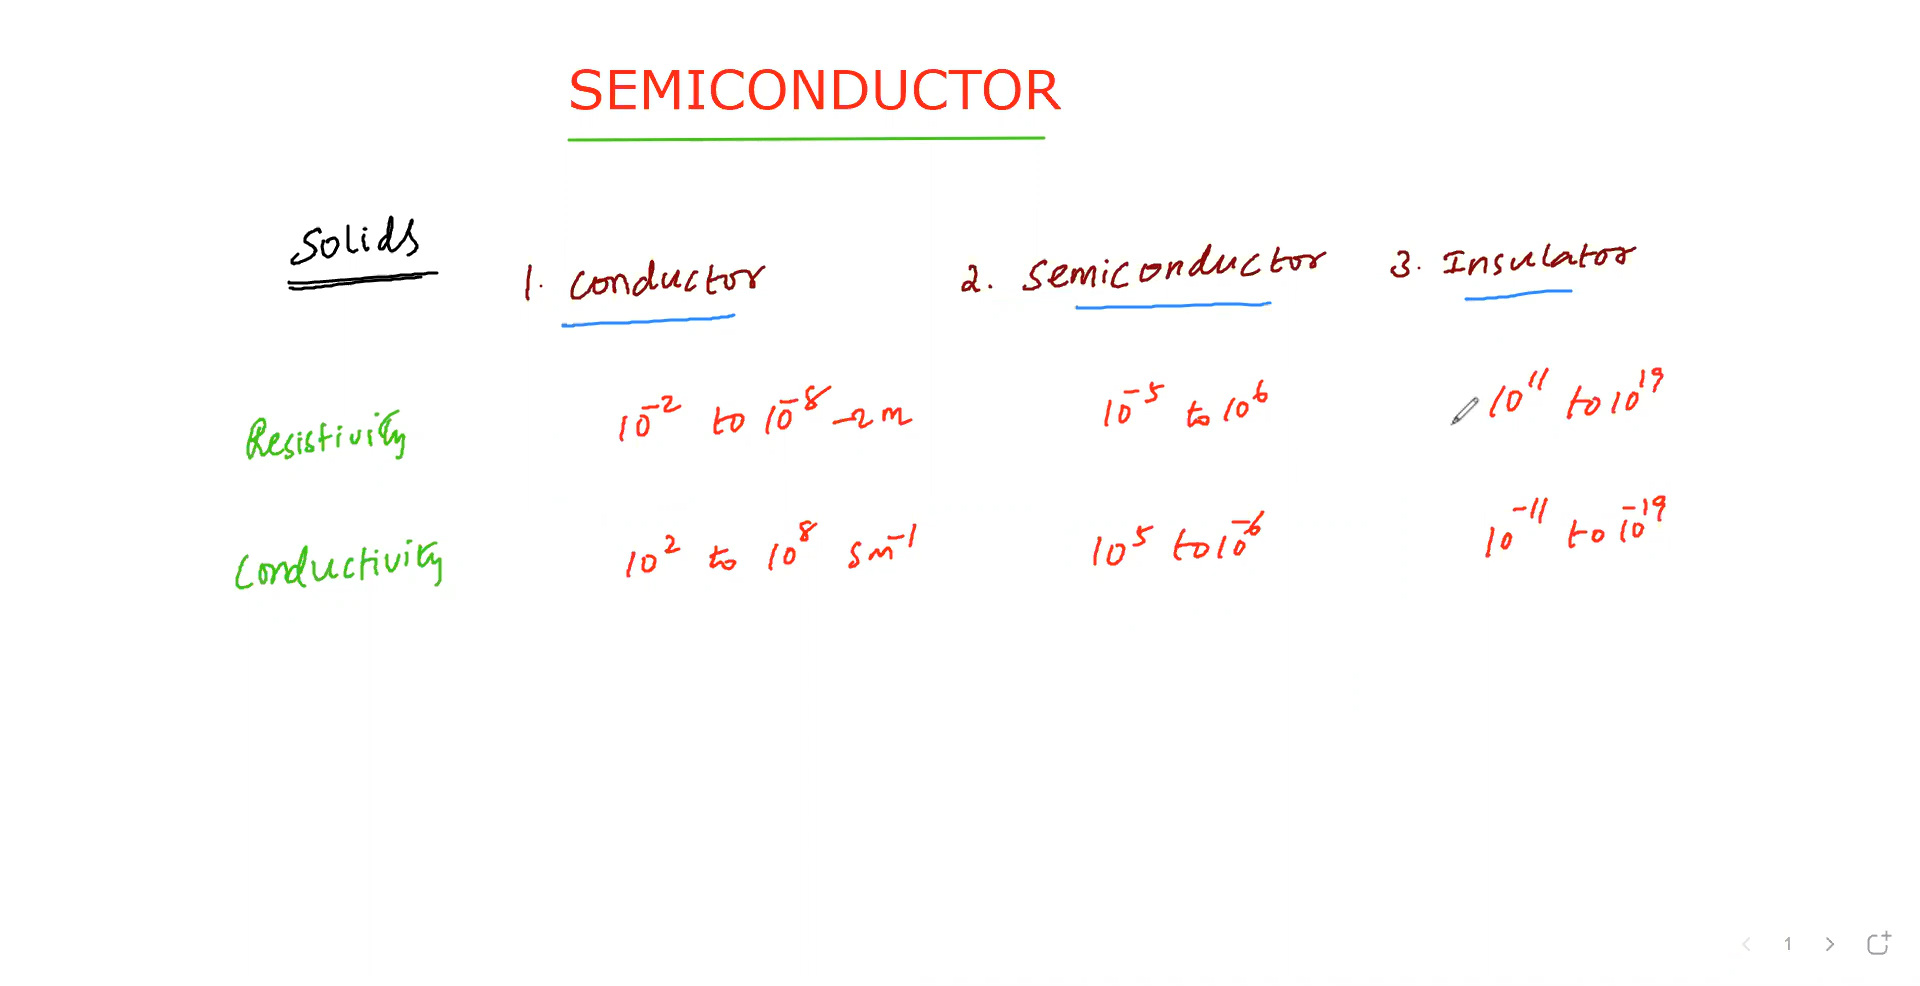 SEMICONDUCTOR
Solids 1. Conductor 2. Semiconductor 3. Insulator
Resistivity 10⁻² to 10⁻⁸ Ωm 10⁻⁵ to 10⁶ 10¹¹ to 10¹⁹
Conductivity 10² to 10⁸ Sm⁻¹ 10⁵ to 10⁻⁶ 10⁻¹¹ to 10⁻¹⁹
1